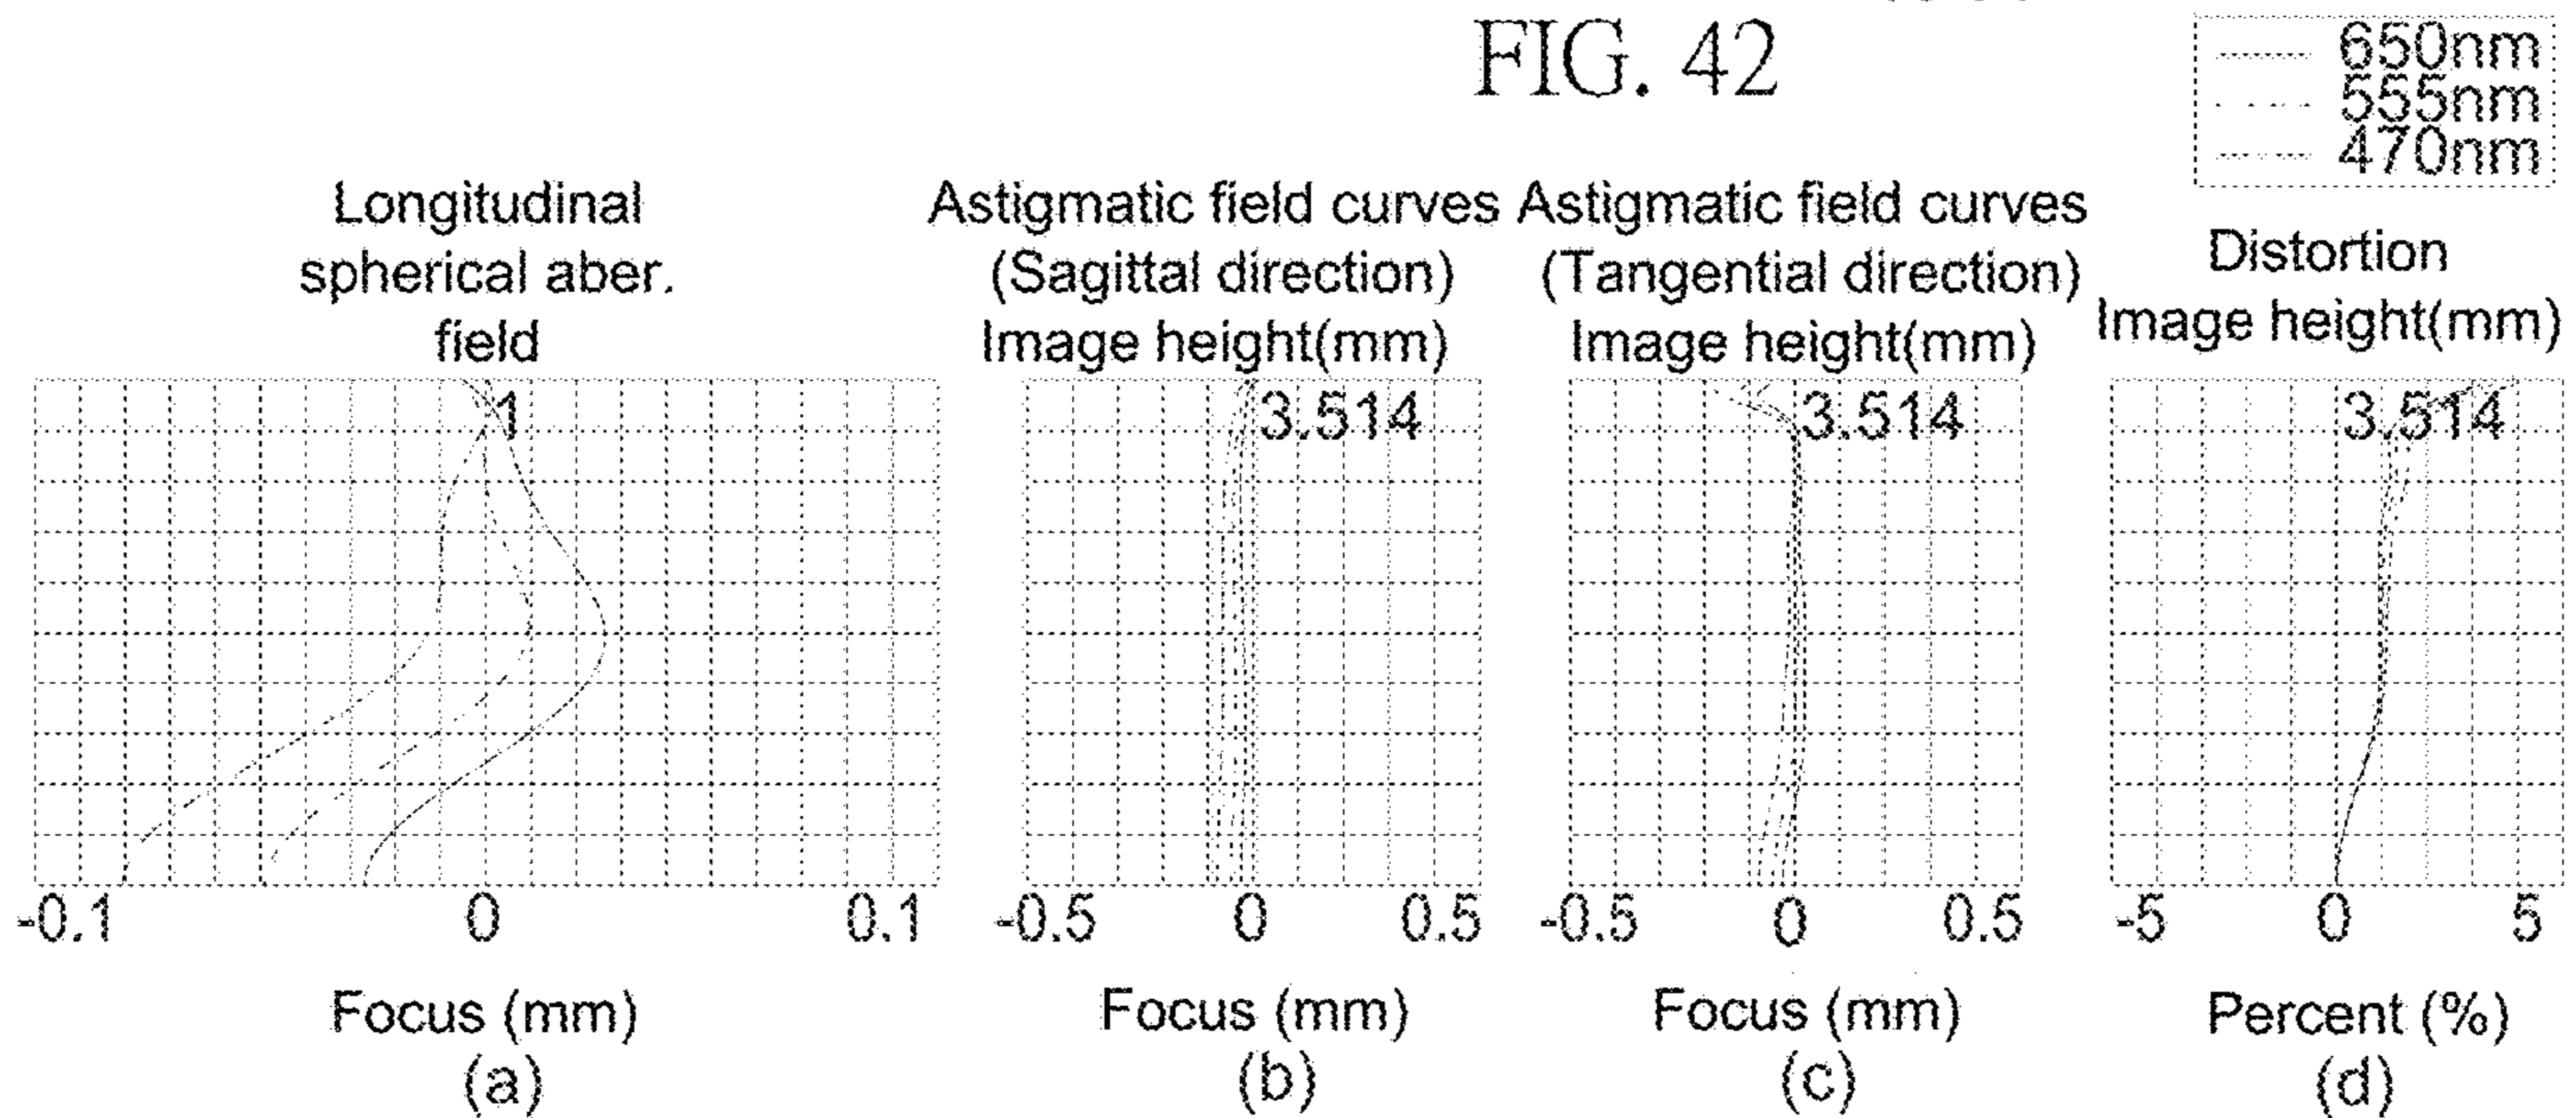 FIG. 42
650nm
555nm
470nm
Longitudinal
spherical aber.
field
Astigmatic field curves
(Sagittal direction)
Image height(mm)
Astigmatic field curves
(Tangential direction)
Image height(mm)
Distortion
Image height(mm)
1
3.514
3.514
3.514
-0.1 0 0.1
-0.5 0 0.5
-0.5 0 0.5
-5 0 5
Focus (mm)
Focus (mm)
Focus (mm)
Percent (%)
(a)
(b)
(c)
(d)